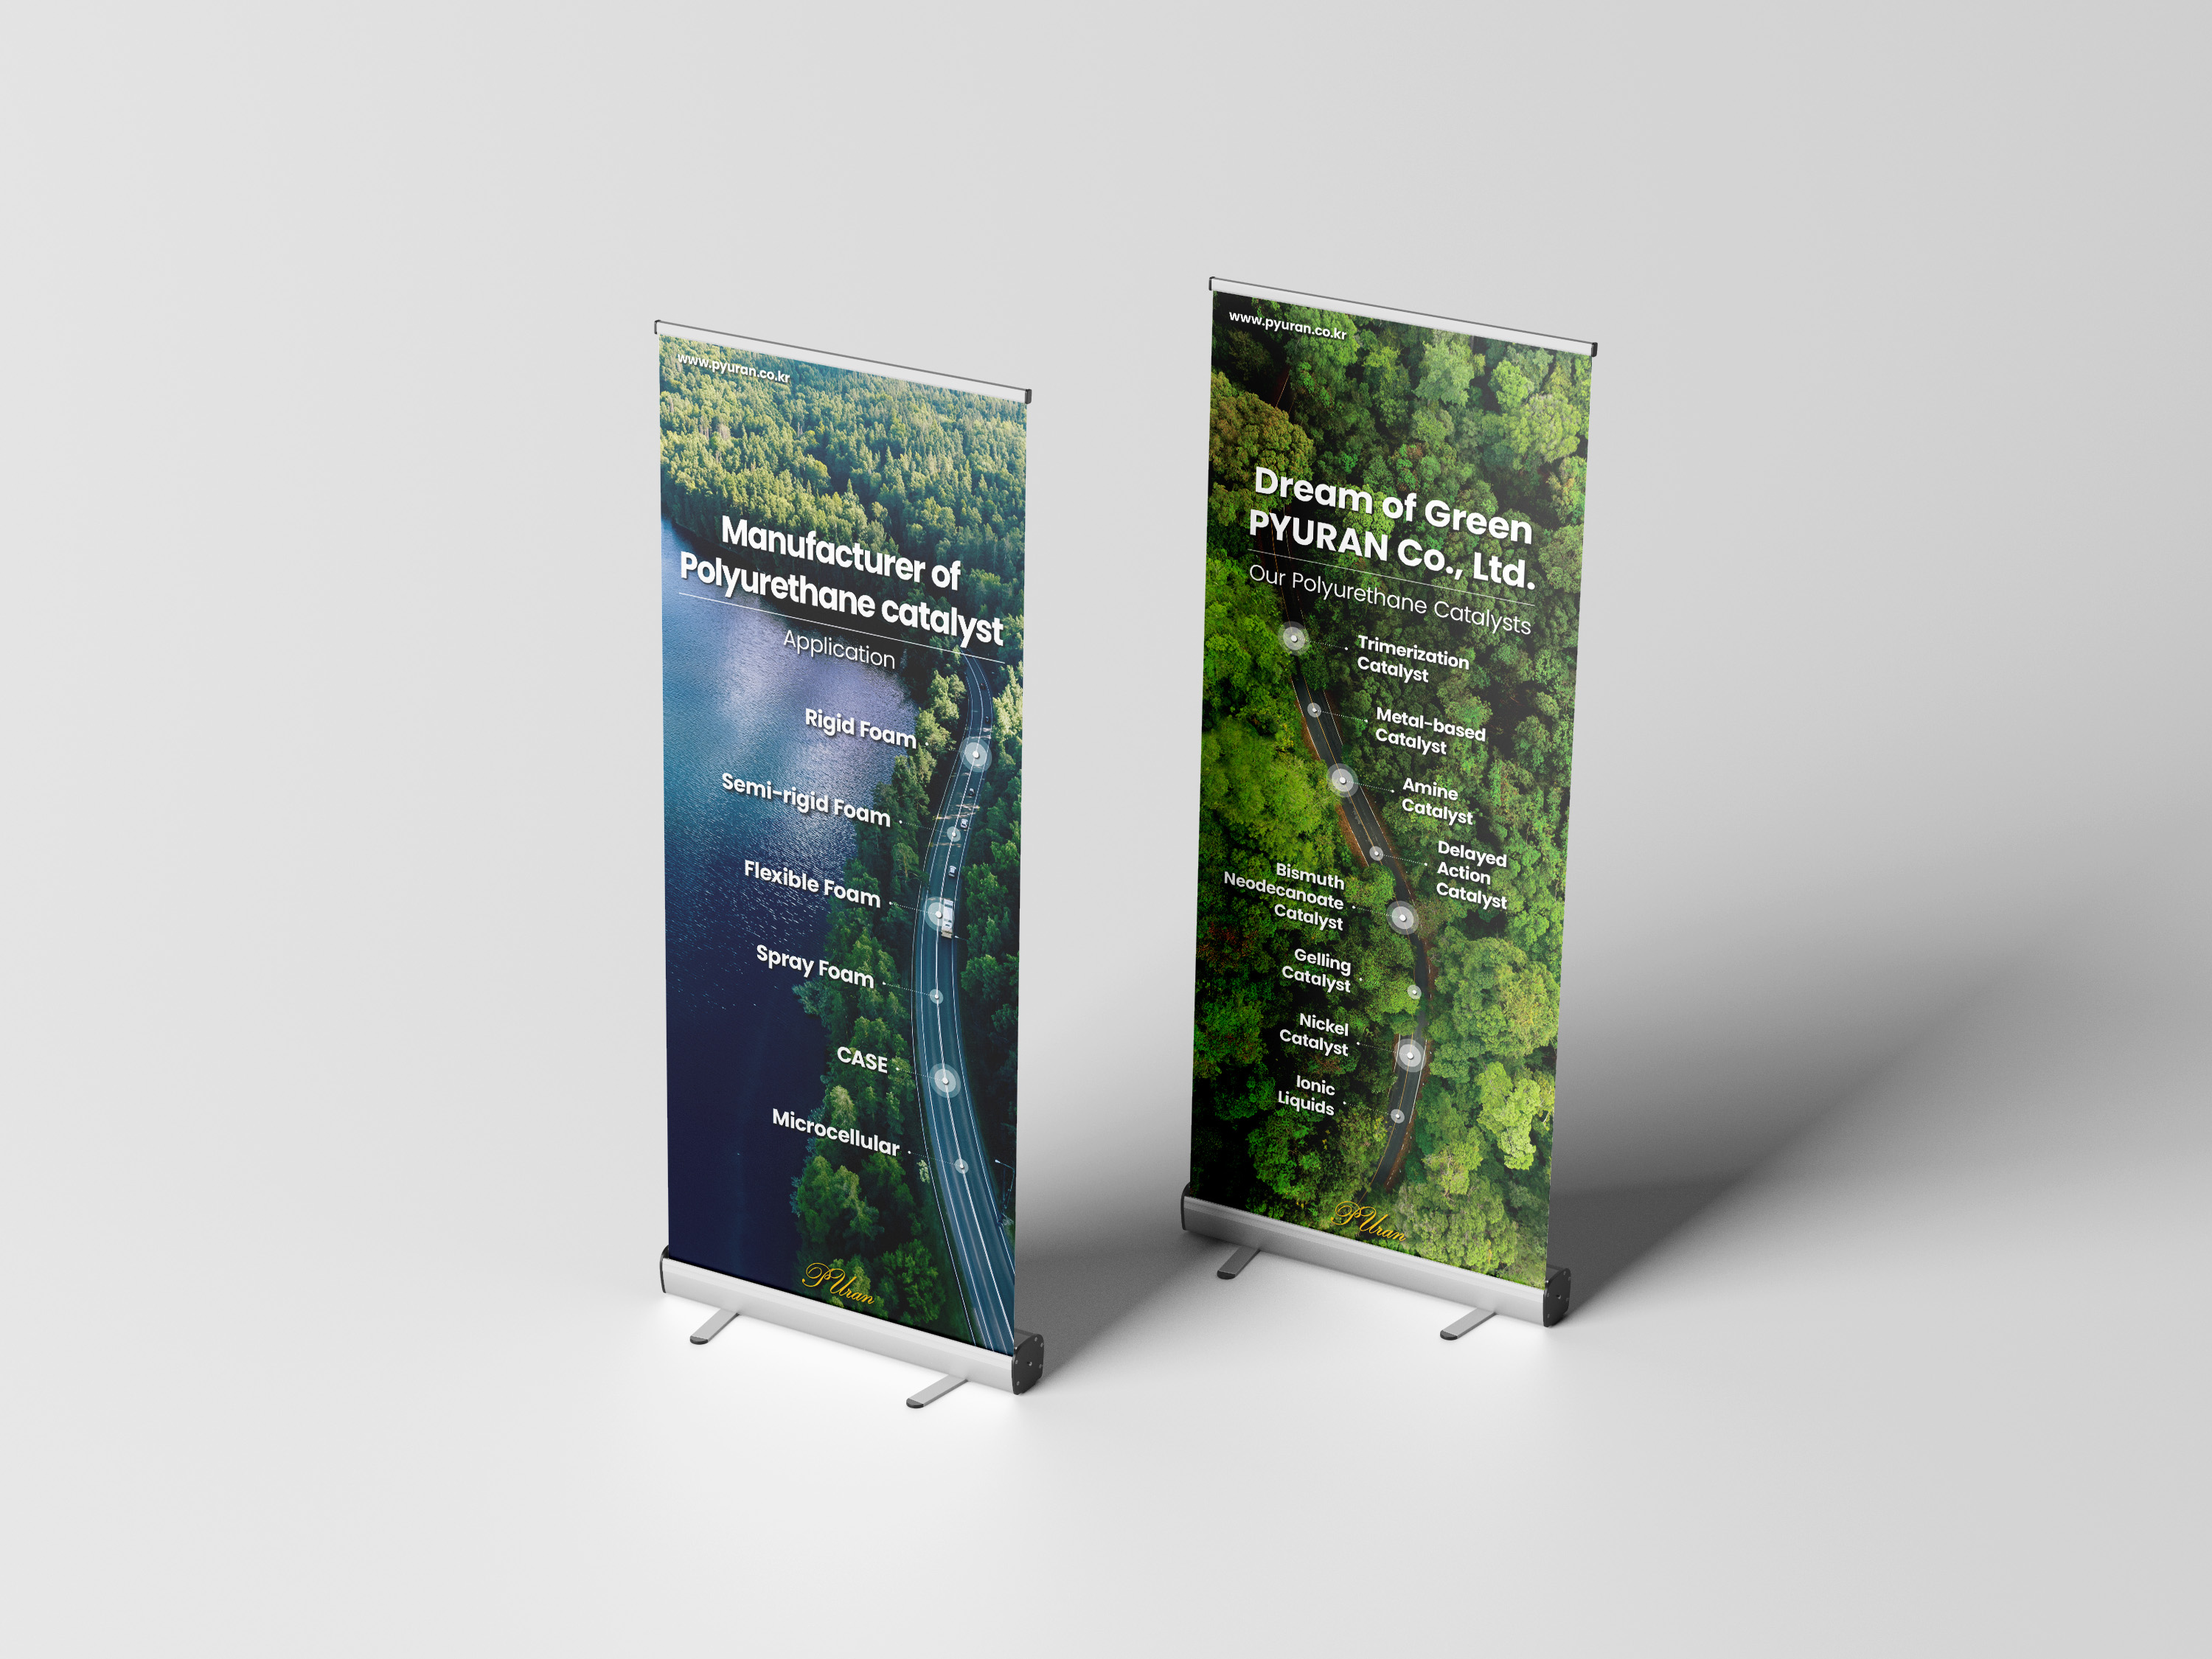 www.pyuran.co.kr
Manufacturer of
Polyurethane catalyst
Application
Rigid Foam
Semi-rigid Foam
Flexible Foam
Spray Foam
CASE
Microcellular
PUran
www.pyuran.co.kr
Dream of Green
PYURAN Co., Ltd.
Our Polyurethane Catalysts
Trimerization
Catalyst
Metal-based
Catalyst
Amine
Catalyst
Delayed
Action
Catalyst
Bismuth
Neodecanoate
Catalyst
Gelling
Catalyst
Nickel
Catalyst
Ionic
Liquids
PUran